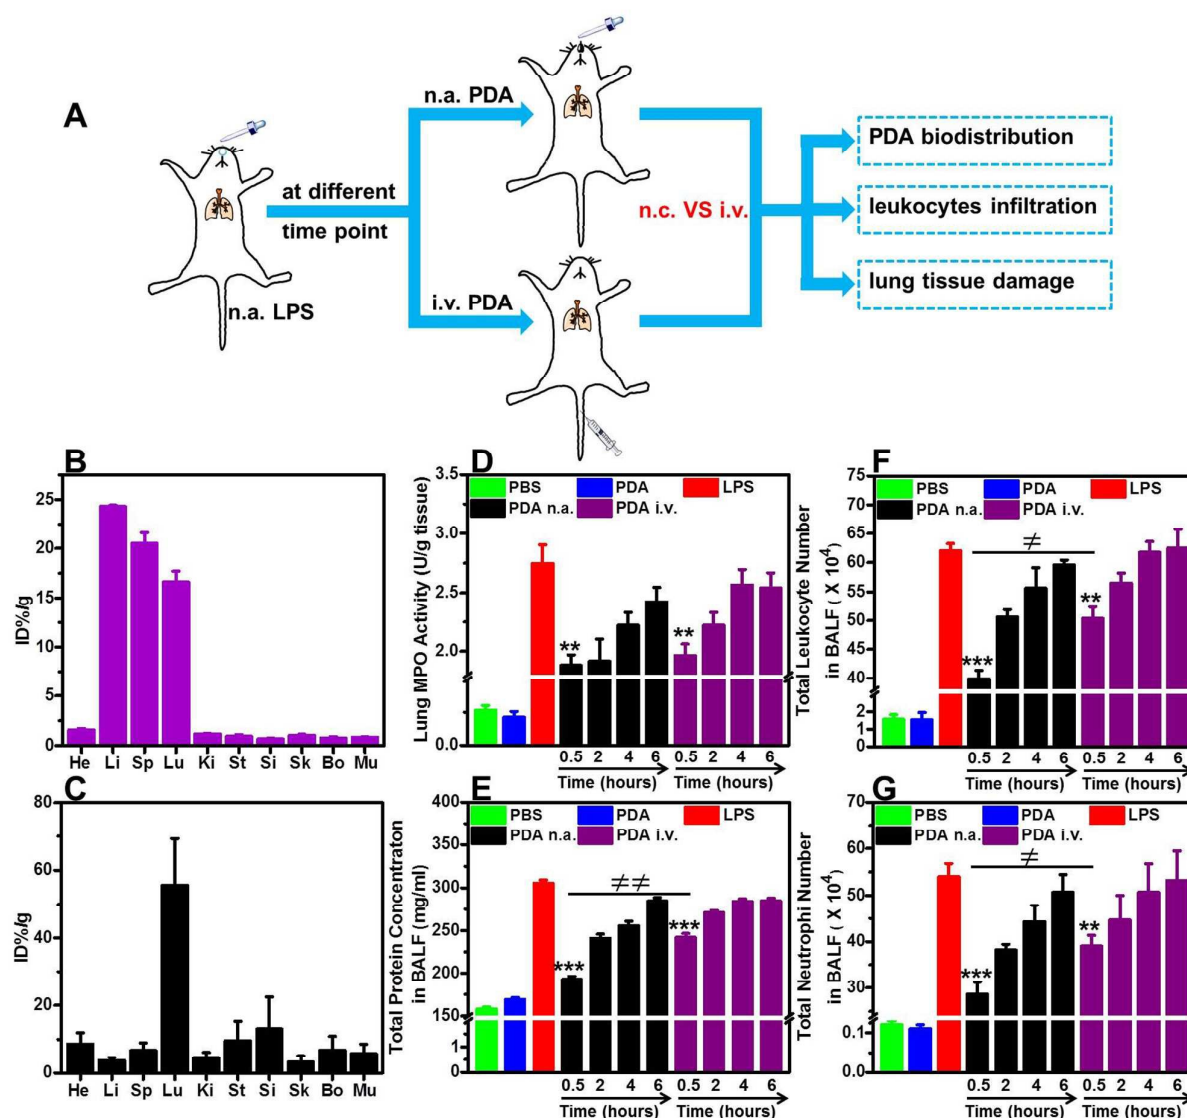 A
n.a. LPS
at different
time point
n.a. PDA
i.v. PDA
n.c. VS i.v.
PDA biodistribution
leukocytes infiltration
lung tissue damage
B
ID%/g
25
20
15
10
5
0
He Li Sp Lu Ki St Si Sk Bo Mu
C
ID%/g
80
60
40
20
0
He Li Sp Lu Ki St Si Sk Bo Mu
D
Lung MPO Activity (U/g tissue)
3.5
3.0
2.5
2.0
0.0
PBS PDA LPS
PDA n.a. PDA i.v.
** **
0.5 2 4 6 0.5 2 4 6
Time (hours) Time (hours)
E
Total Protein Concentraton
in BALF (mg/ml)
400
350
300
250
200
150
1
0
PBS PDA LPS
PDA n.a. PDA i.v.
≠≠
*** ***
0.5 2 4 6 0.5 2 4 6
Time (hours) Time (hours)
F
Total Leukocyte Number
in BALF ( X 10⁴)
75
70
65
60
55
50
45
40
2
1
0
PBS PDA LPS
PDA n.a. PDA i.v.
≠
*** **
0.5 2 4 6 0.5 2 4 6
Time (hours) Time (hours)
G
Total Neutrophi Number
in BALF ( X 10⁴)
70
60
50
40
30
0.1
0.0
PBS PDA LPS
PDA n.a. PDA i.v.
≠
*** **
0.5 2 4 6 0.5 2 4 6
Time (hours) Time (hours)